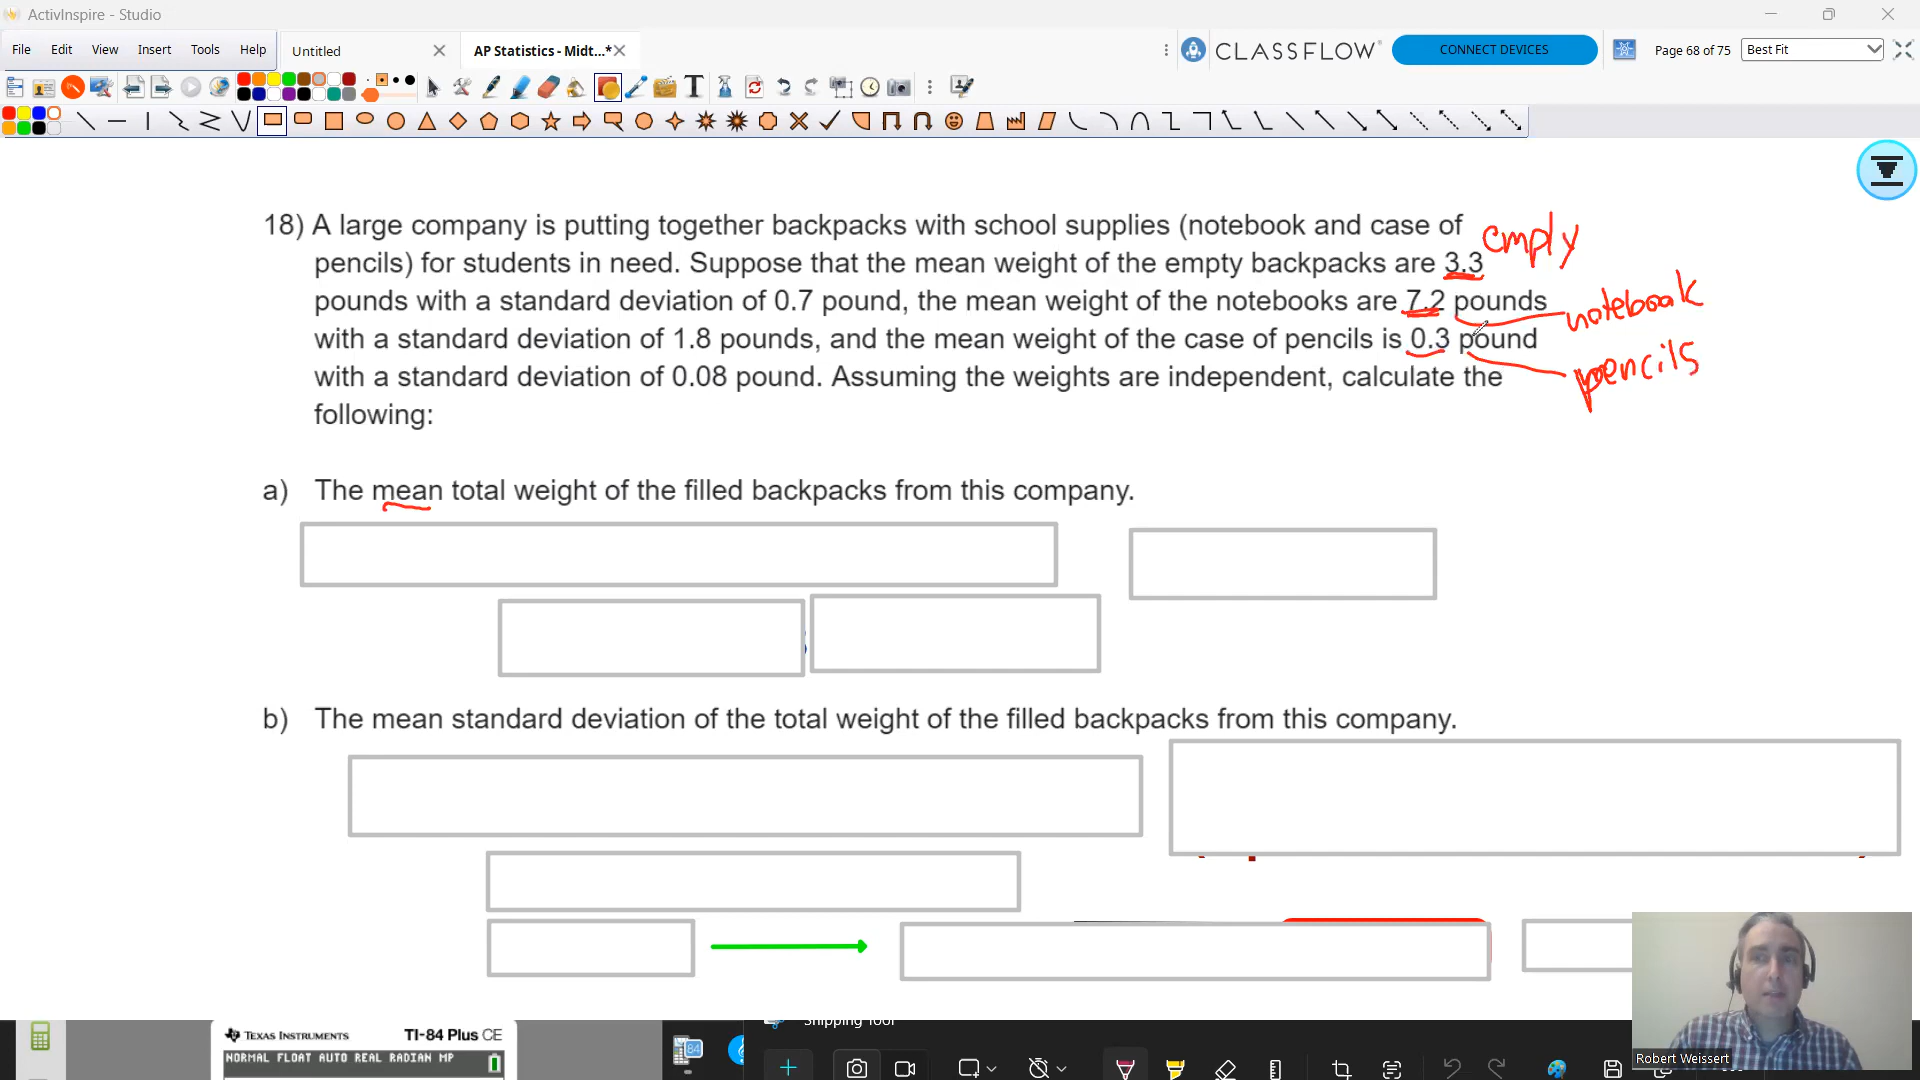 ActivInspire - Studio
File Edit View Insert Tools Help
Untitled
AP Statistics - Midt...*
CLASSFLOW
CONNECT DEVICES
Page 68 of 75
Best Fit
18) A large company is putting together backpacks with school supplies (notebook and case of
pencils) for students in need. Suppose that the mean weight of the empty backpacks are 3.3
empty
pounds with a standard deviation of 0.7 pound, the mean weight of the notebooks are 7.2 pounds
notebook
with a standard deviation of 1.8 pounds, and the mean weight of the case of pencils is 0.3 pound
pencils
with a standard deviation of 0.08 pound. Assuming the weights are independent, calculate the
following:
a) The mean total weight of the filled backpacks from this company.
b) The mean standard deviation of the total weight of the filled backpacks from this company.
TEXAS INSTRUMENTS TI-84 Plus CE
NORMAL FLOAT AUTO REAL RADIAN MP
84
Snipping Tool
Robert Weissert